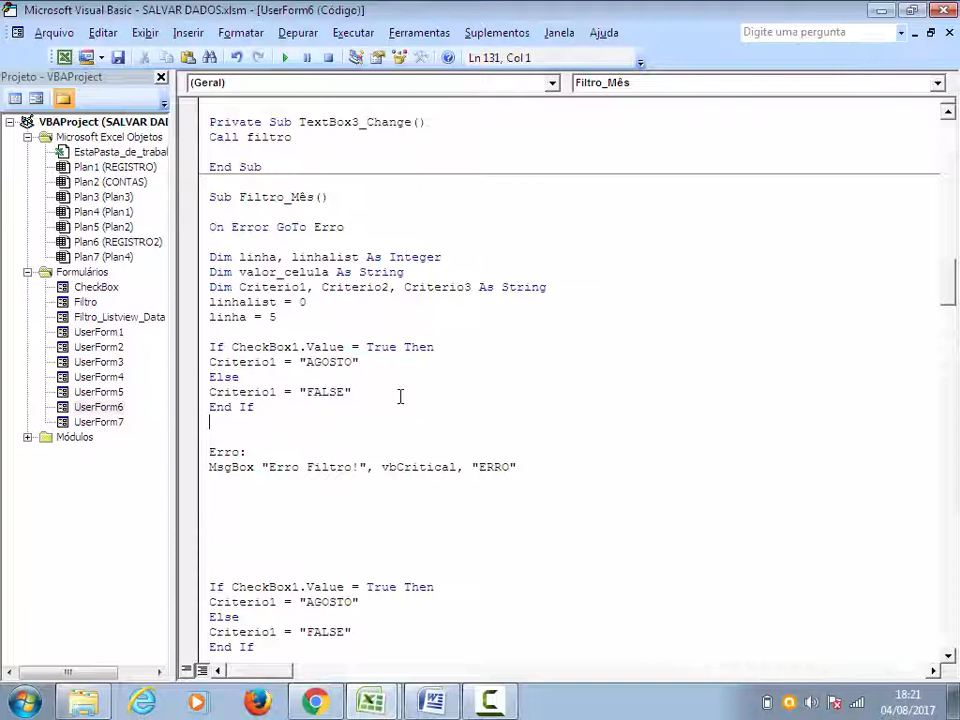 Microsoft Visual Basic - SALVAR DADOS.xlsm - [UserForm6 (Código)]
Arquivo Editar Exibir Inserir Formatar Depurar Executar Ferramentas Suplementos Janela Ajuda
Digite uma pergunta
Ln 131, Col 1
Projeto - VBAProject
(Geral)
Filtro_Mês
VBAProject (SALVAR DAI
Microsoft Excel Objetos
EstaPasta_de_trabal
Plan1 (REGISTRO)
Plan2 (CONTAS)
Plan3 (Plan3)
Plan4 (Plan1)
Plan5 (Plan2)
Plan6 (REGISTRO2)
Plan7 (Plan4)
Formulários
CheckBox
Filtro
Filtro_Listview_Data
UserForm1
UserForm2
UserForm3
UserForm4
UserForm5
UserForm6
UserForm7
Módulos
Private Sub TextBox3_Change()
Call filtro
End Sub
Sub Filtro_Mês()
On Error GoTo Erro
Dim linha, linhalist As Integer
Dim valor_celula As String
Dim Criterio1, Criterio2, Criterio3 As String
linhalist = 0
linha = 5
If CheckBox1.Value = True Then
Criterio1 = "AGOSTO"
Else
Criterio1 = "FALSE"
End If
Erro:
MsgBox "Erro Filtro!", vbCritical, "ERRO"
If CheckBox1.Value = True Then
Criterio1 = "AGOSTO"
Else
Criterio1 = "FALSE"
End If
18:21
04/08/2017